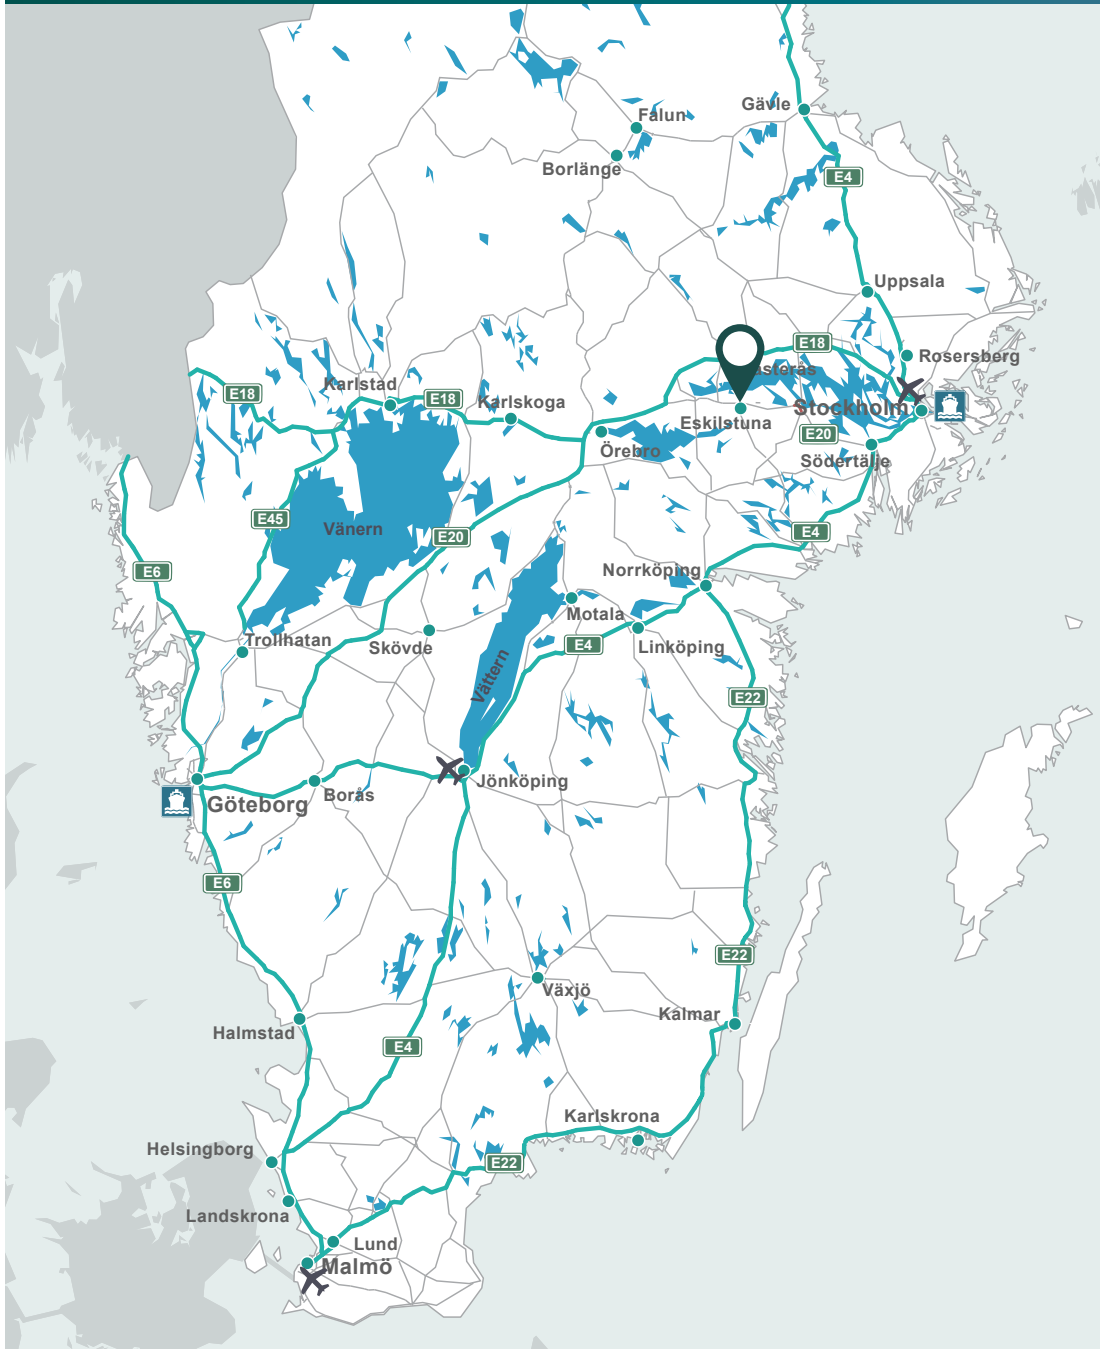 Gävle
Falun
Borlänge
E4
Uppsala
E18
Rosersberg
sterås
Karlstad
E18
E18
Karlskoga
Stockholm
Eskilstuna
E20
Örebro
Södertälje
E45
Vänern
E20
E4
E6
Norrköping
Motala
Trollhatan
Skövde
E4
Linköping
Vättern
E22
Jönköping
Borås
Göteborg
E6
E22
Växjö
Kalmar
Halmstad
E4
Karlskrona
Helsingborg
E22
Landskrona
Lund
Malmö